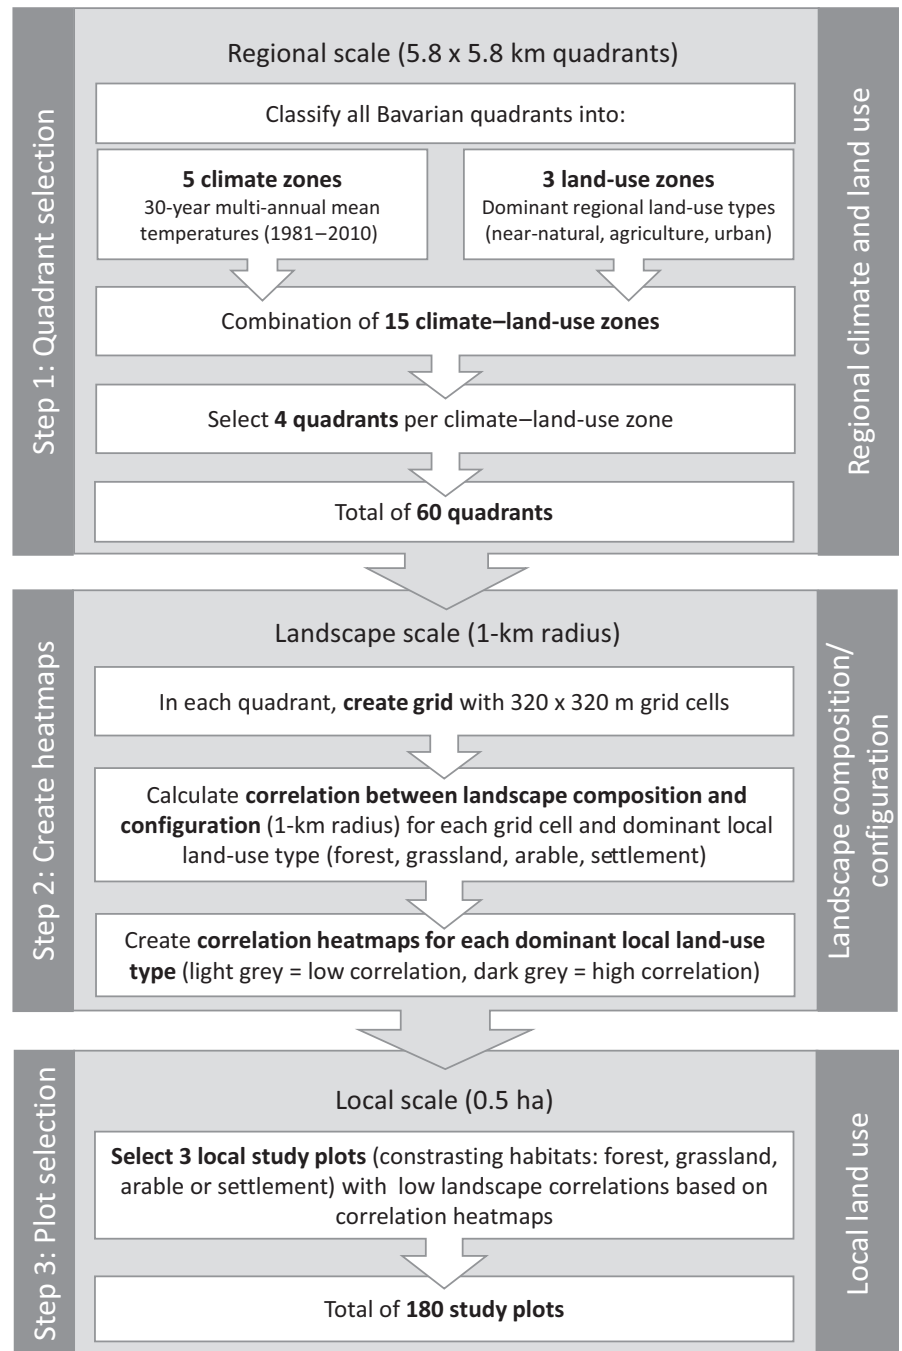 Step 1: Quadrant selection
Regional scale (5.8 x 5.8 km quadrants)
Classify all Bavarian quadrants into:
5 climate zones
30-year multi-annual mean
temperatures (1981–2010)
3 land-use zones
Dominant regional land-use types
(near-natural, agriculture, urban)
Combination of 15 climate–land-use zones
Select 4 quadrants per climate–land-use zone
Total of 60 quadrants
Regional climate and land use
Step 2: Create heatmaps
Landscape scale (1-km radius)
In each quadrant, create grid with 320 x 320 m grid cells
Calculate correlation between landscape composition and
configuration (1-km radius) for each grid cell and dominant local
land-use type (forest, grassland, arable, settlement)
Create correlation heatmaps for each dominant local land-use
type (light grey = low correlation, dark grey = high correlation)
Landscape composition/
configuration
Step 3: Plot selection
Local scale (0.5 ha)
Select 3 local study plots (constrasting habitats: forest, grassland,
arable or settlement) with low landscape correlations based on
correlation heatmaps
Total of 180 study plots
Local land use